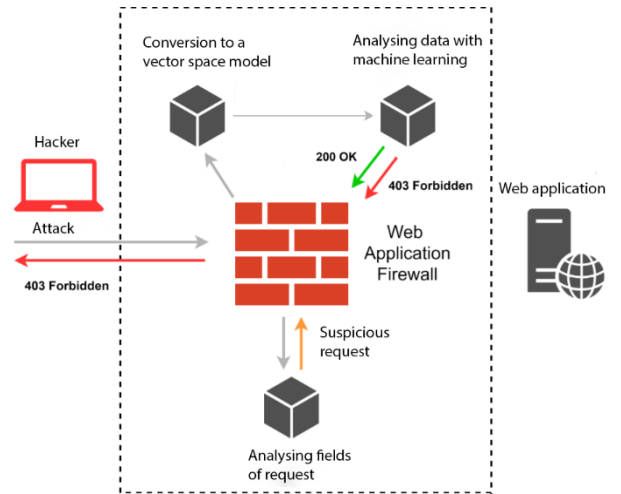 Conversion to a
vector space model
Analysing data with
machine learning
Hacker
200 OK
403 Forbidden
Web application
Attack
Web
Application
Firewall
403 Forbidden
Suspicious
request
Analysing fields
of request